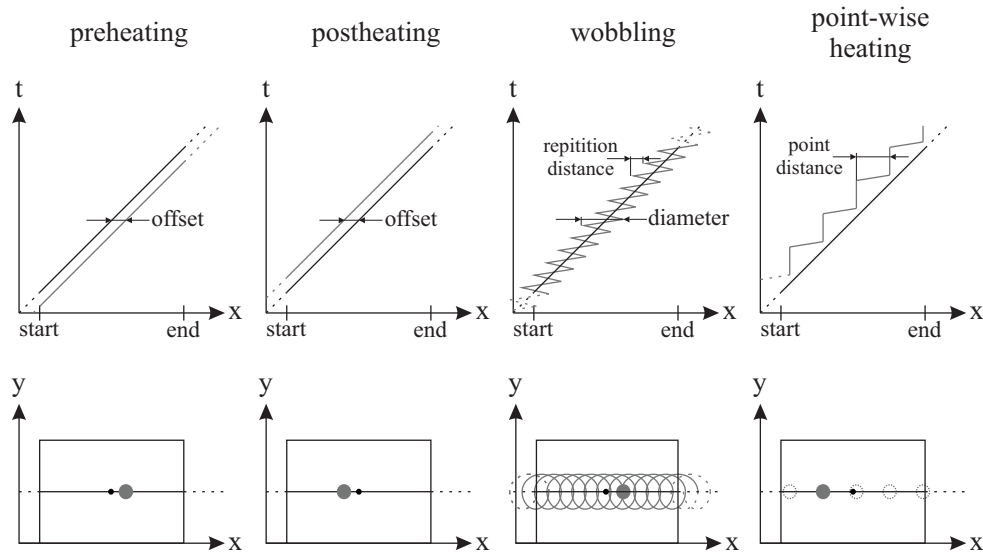 preheating
postheating
wobbling
point-wise
heating
t
offset
start
end
x
t
offset
start
end
x
t
repitition
distance
diameter
start
end
x
t
point
distance
start
end
x
y
x
y
x
y
x
y
x